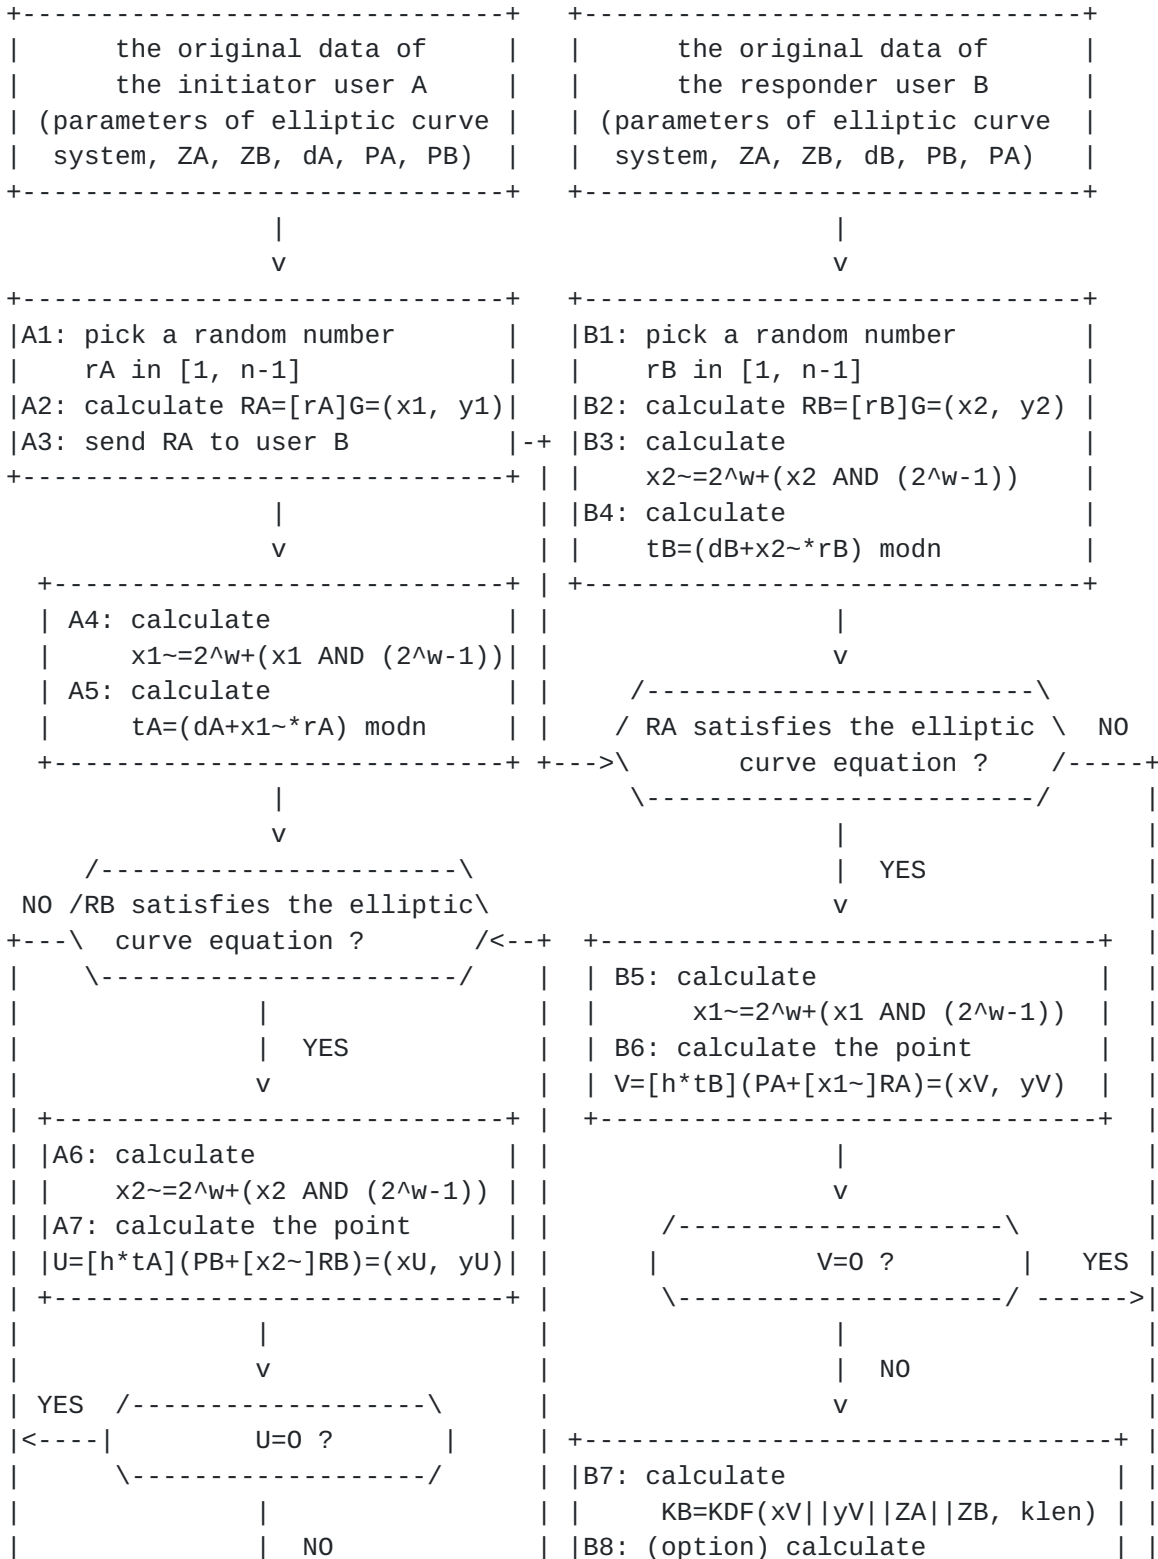 +-------------------------------+   +--------------------------------+
|      the original data of     |   |      the original data of      |
|      the initiator user A     |   |      the responder user B      |
| (parameters of elliptic curve |   | (parameters of elliptic curve  |
|  system, ZA, ZB, dA, PA, PB)  |   |  system, ZA, ZB, dB, PB, PA)   |
+-------------------------------+   +--------------------------------+
                 |                                   |
                 v                                   v
+-------------------------------+   +--------------------------------+
|A1: pick a random number       |   |B1: pick a random number        |
|    rA in [1, n-1]             |   |    rB in [1, n-1]              |
|A2: calculate RA=[rA]G=(x1, y1)|   |B2: calculate RB=[rB]G=(x2, y2) |
|A3: send RA to user B          |-+ |B3: calculate                   |
+-------------------------------+ | |    x2~=2^w+(x2 AND (2^w-1))    |
                 |                | |B4: calculate                   |
                 v                | |    tB=(dB+x2~*rB) modn         |
  +-----------------------------+ | +--------------------------------+
  | A4: calculate               | |                  |
  |     x1~=2^w+(x1 AND (2^w-1))| |                  v
  | A5: calculate               | |     /-------------------------\
  |     tA=(dA+x1~*rA) modn     | |    / RA satisfies the elliptic \  NO
  +-----------------------------+ +--->\       curve equation ?    /-----+
                 |                      \-------------------------/      |
                 v                                   |                   |
     /-----------------------\                       |  YES              |
 NO /RB satisfies the elliptic\                      v                   |
+---\  curve equation ?       /<--+  +--------------------------------+  |
|    \-----------------------/    |  | B5: calculate                  |  |
|               |                 |  |      x1~=2^w+(x1 AND (2^w-1))  |  |
|               |  YES            |  | B6: calculate the point        |  |
|               v                 |  | V=[h*tB](PA+[x1~]RA)=(xV, yV)  |  |
| +-----------------------------+ |  +--------------------------------+  |
| |A6: calculate                | |                  |                   |
| |    x2~=2^w+(x2 AND (2^w-1)) | |                  v                   |
| |A7: calculate the point      | |       /---------------------\        |
| |U=[h*tA](PB+[x2~]RB)=(xU, yU)| |      |          V=O ?        |   YES |
| +-----------------------------+ |       \---------------------/ ------>|
|               |                 |                  |                   |
|               v                 |                  |  NO               |
| YES  /-------------------\      |                  v                   |
|<----|         U=O ?       |     | +----------------------------------+ |
|      \-------------------/      | |B7: calculate                     | |
|               |                 | |     KB=KDF(xV||yV||ZA||ZB, klen) | |
|               |  NO             | |B8: (option) calculate            | |